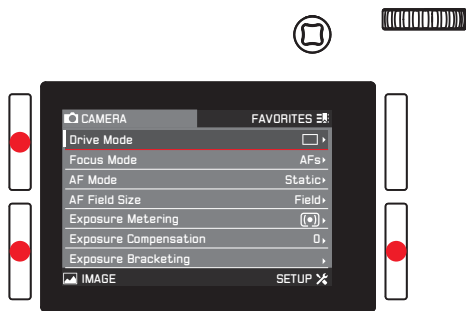 CAMERA FAVORITES
Drive Mode
Focus Mode AFs
AF Mode Static
AF Field Size Field
Exposure Metering
Exposure Compensation 0
Exposure Bracketing
IMAGE SETUP